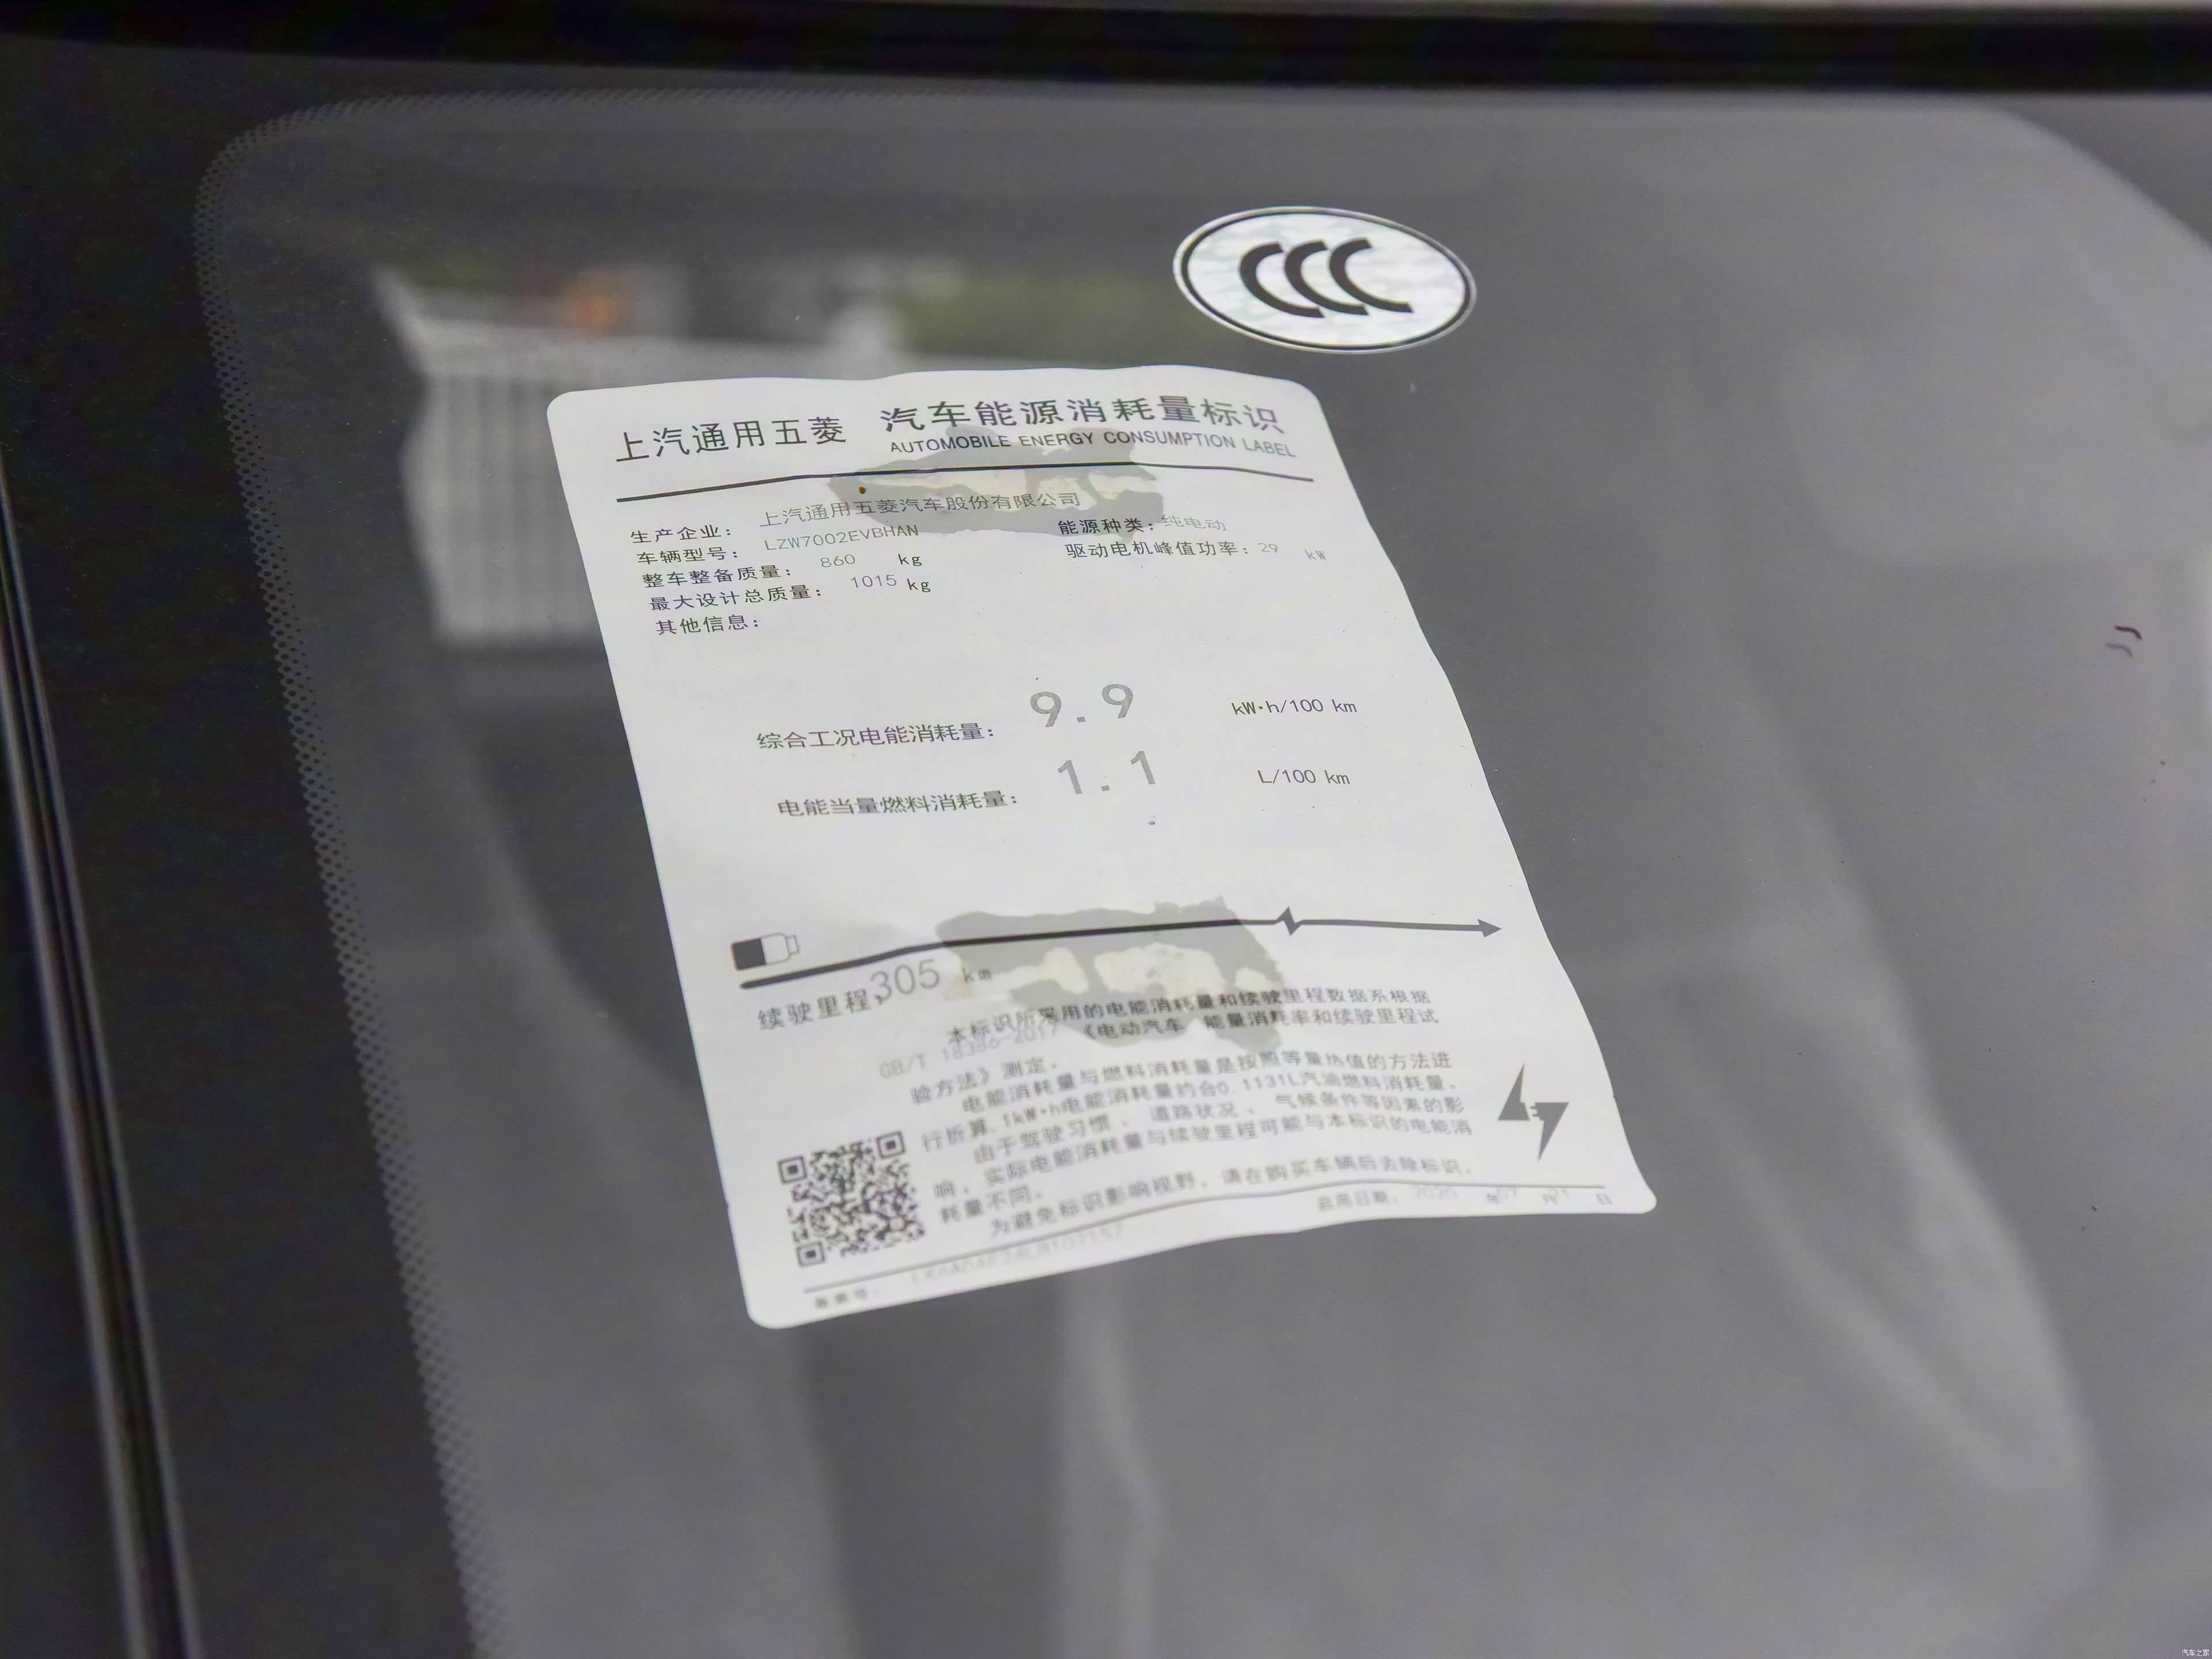 CCC
上汽通用五菱 汽车能源消耗量标识
AUTOMOBILE ENERGY CONSUMPTION LABEL
生产企业： 上汽通用五菱汽车股份有限公司
车辆型号： LZW7002EVBHAN 能源种类：纯电动
整车整备质量： 860 kg 驱动电机峰值功率：29 kW
最大设计总质量： 1015 kg
其他信息：
综合工况电能消耗量： 9.9 kW·h/100 km
电能当量燃料消耗量： 1.1 L/100 km
续驶里程 305 km
本标识所采用的电能消耗量和续驶里程数据系根据
GB/T 18386-2017 《电动汽车 能量消耗率和续驶里程试
验方法》测定。
电能消耗量与燃料消耗量是按照等量热值的方法进
行折算，1kW·h电能消耗量约合0.1131L汽油燃料消耗量。
由于驾驶习惯、道路状况、气候条件等因素的影
响，实际电能消耗量与续驶里程可能与本标识的电能消
耗量不同。
为避免标识影响视野，请在购买车辆后去除标识。
备案号： 启用日期： 2020 年 07 月 日
汽车之家